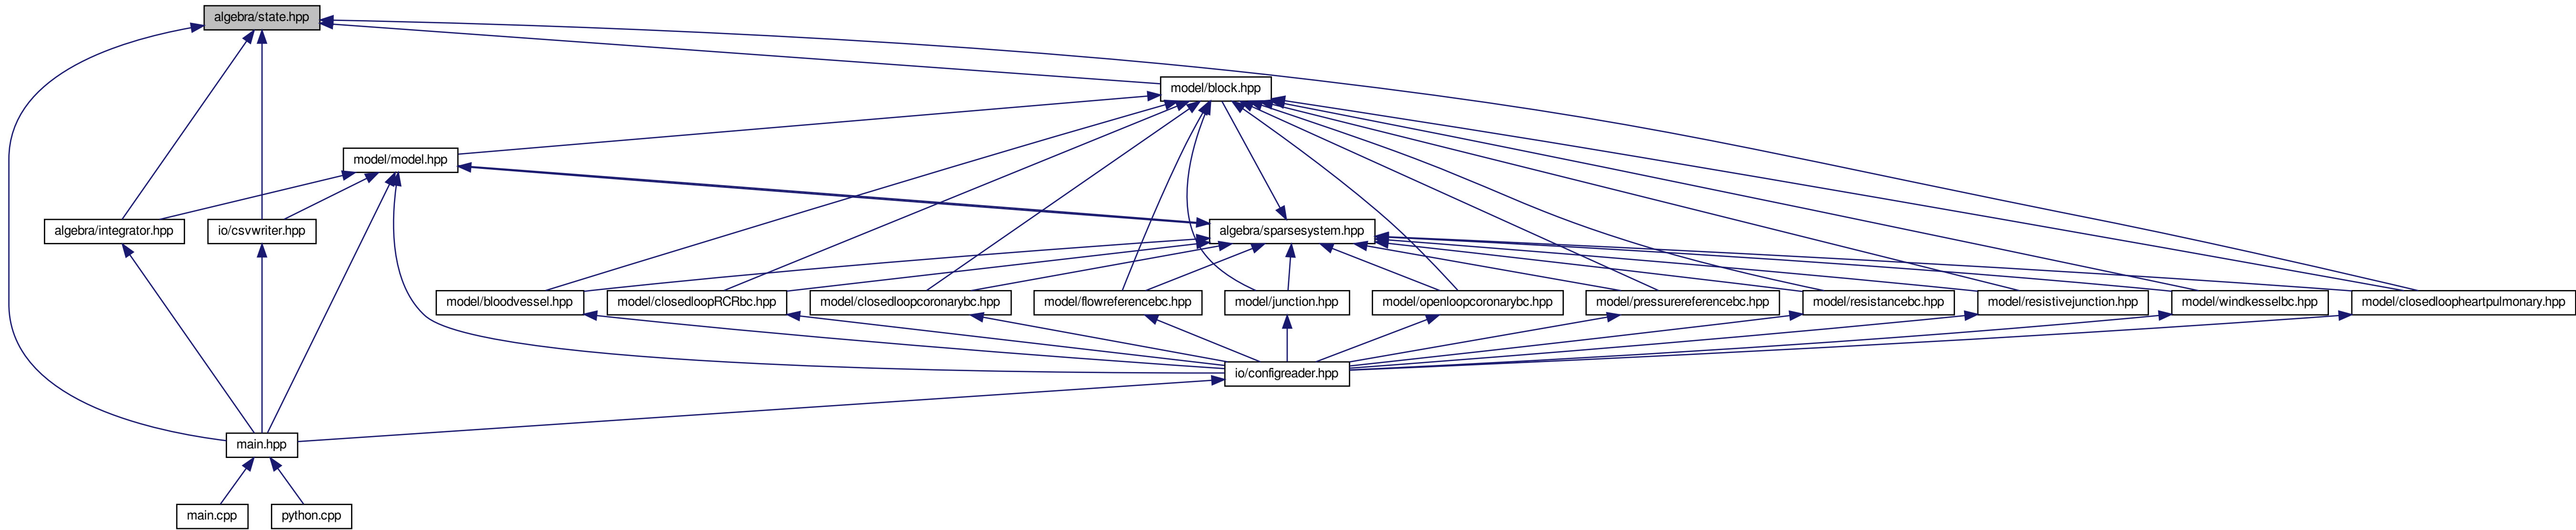 algebra/state.hpp
model/block.hpp
model/model.hpp
algebra/integrator.hpp
io/csvwriter.hpp
algebra/sparsesystem.hpp
model/bloodvessel.hpp
model/closedloopRCRbc.hpp
model/closedloopcoronarybc.hpp
model/flowreferencebc.hpp
model/junction.hpp
model/openloopcoronarybc.hpp
model/pressurereferencebc.hpp
model/resistancebc.hpp
model/resistivejunction.hpp
model/windkesselbc.hpp
model/closedloopheartpulmonary.hpp
io/configreader.hpp
main.hpp
main.cpp
python.cpp